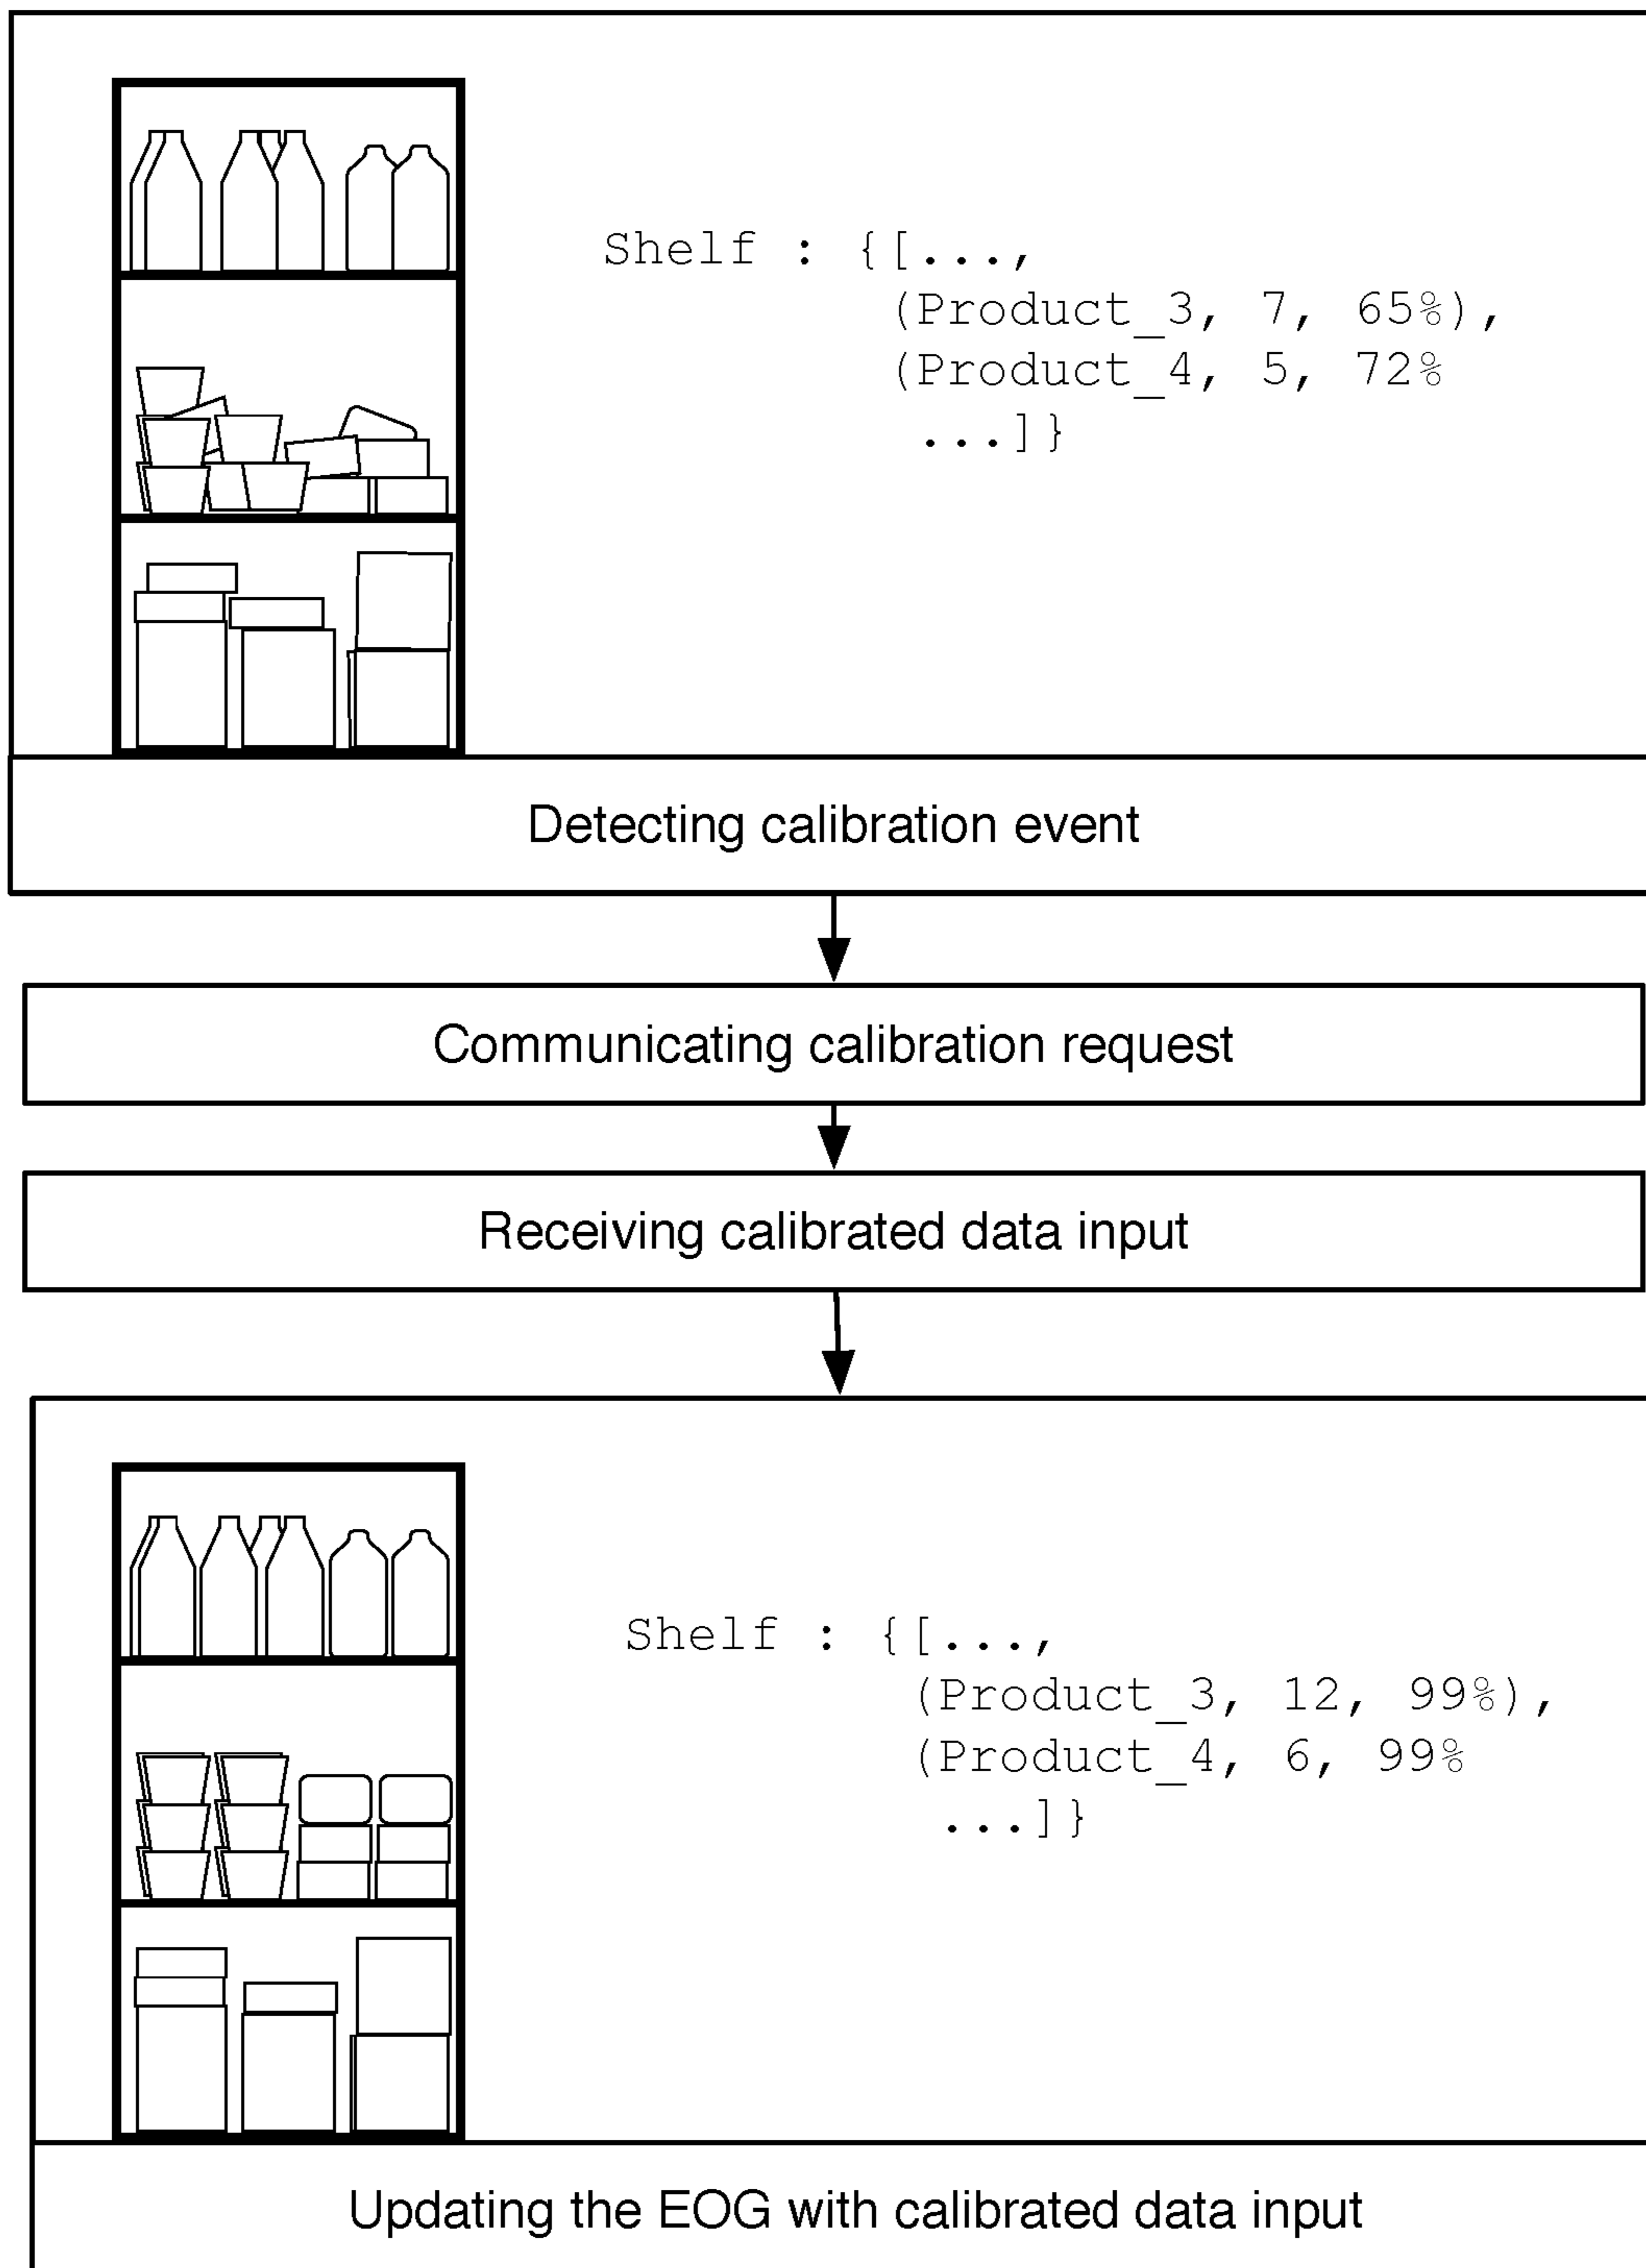 Shelf : {[...,
(Product_3, 7, 65%),
(Product_4, 5, 72%
...]}
Detecting calibration event
Communicating calibration request
Receiving calibrated data input
Shelf : {[...,
(Product_3, 12, 99%),
(Product_4, 6, 99%
...]}
Updating the EOG with calibrated data input